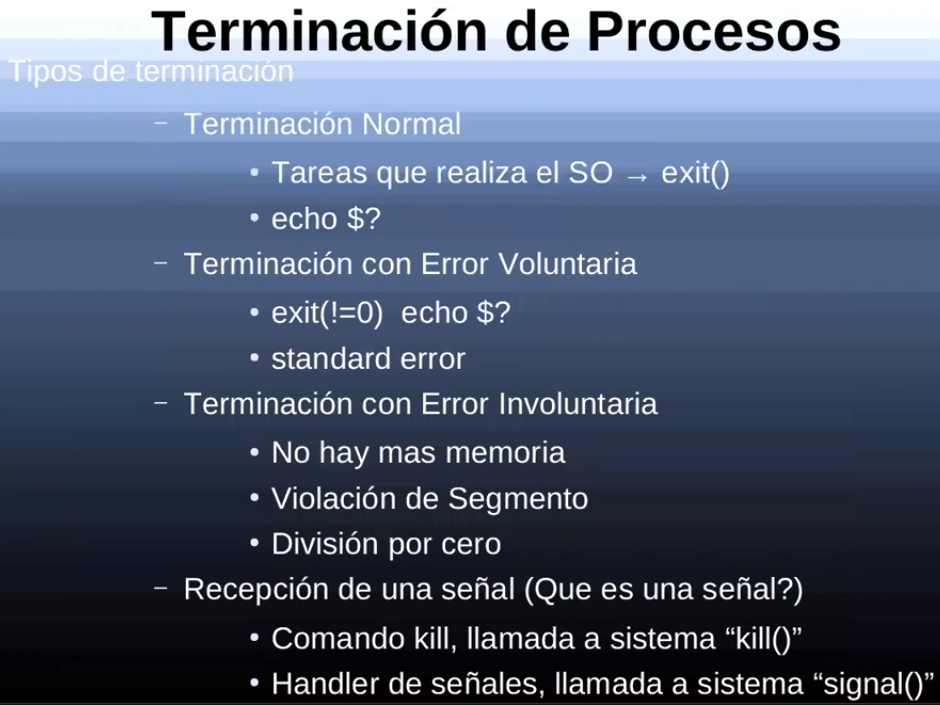 Terminación de Procesos
Tipos de terminación
– Terminación Normal
• Tareas que realiza el SO → exit()
• echo $?
– Terminación con Error Voluntaria
• exit(!=0)  echo $?
• standard error
– Terminación con Error Involuntaria
• No hay mas memoria
• Violación de Segmento
• División por cero
– Recepción de una señal (Que es una señal?)
• Comando kill, llamada a sistema “kill()”
• Handler de señales, llamada a sistema “signal()”